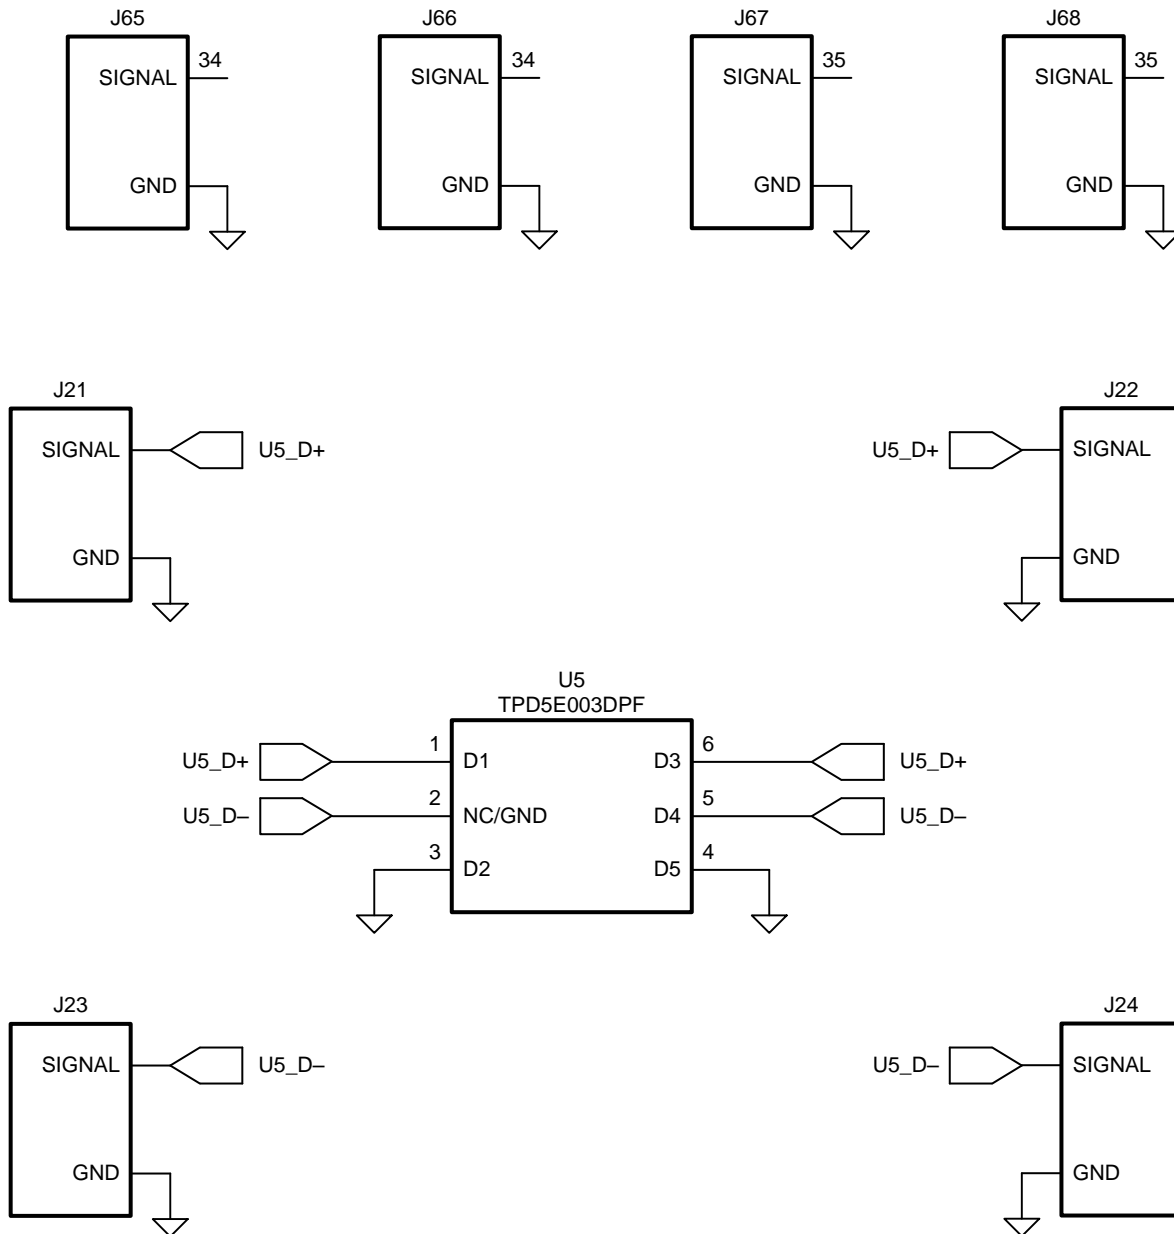 J65
34
SIGNAL
GND
J66
34
SIGNAL
GND
J67
35
SIGNAL
GND
J68
35
SIGNAL
GND
J21
SIGNAL
U5_D+
GND
J22
U5_D+
SIGNAL
GND
U5
TPD5E003DPF
U5_D+
1
D1
D3
6
U5_D+
U5_D–
2
NC/GND
D4
5
U5_D–
3
D2
D5
4
J23
SIGNAL
U5_D–
GND
J24
U5_D–
SIGNAL
GND